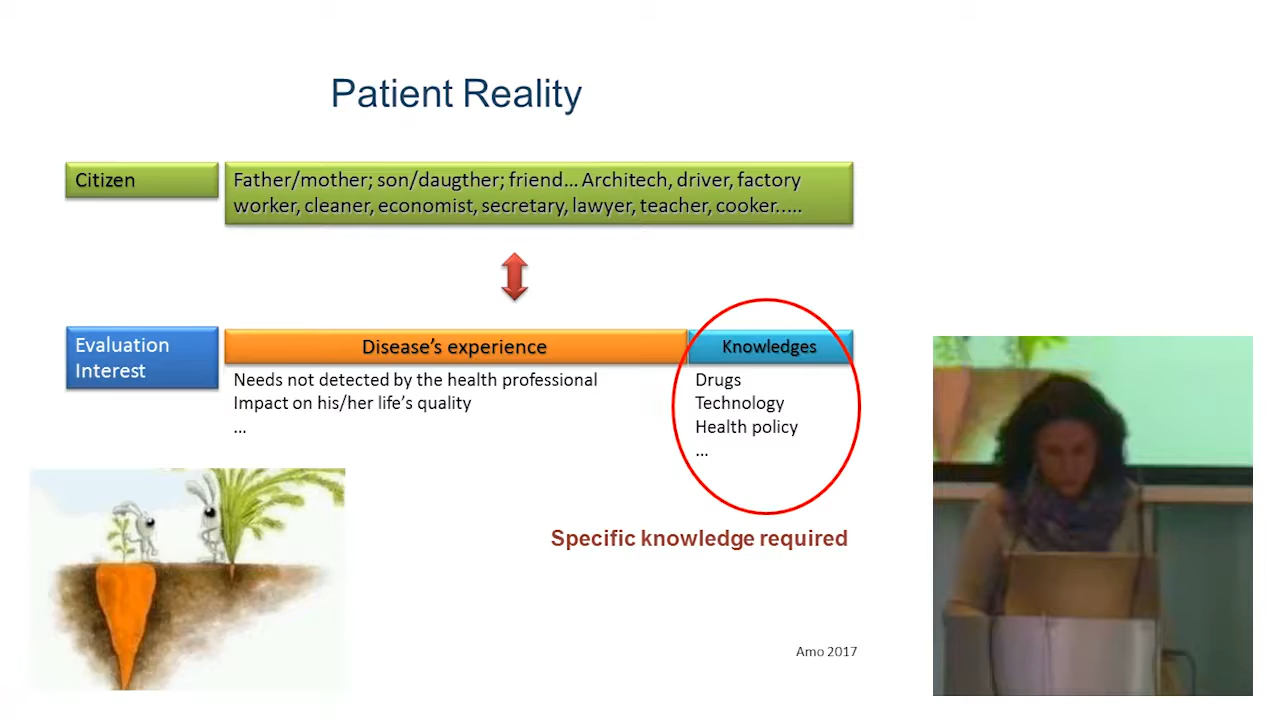 Patient Reality
Citizen
Father/mother; son/daugther; friend... Architech, driver, factory
worker, cleaner, economist, secretary, lawyer, teacher, cooker.....
Evaluation
Interest
Disease's experience
Knowledges
Needs not detected by the health professional
Impact on his/her life's quality
...
Drugs
Technology
Health policy
...
Specific knowledge required
Amo 2017